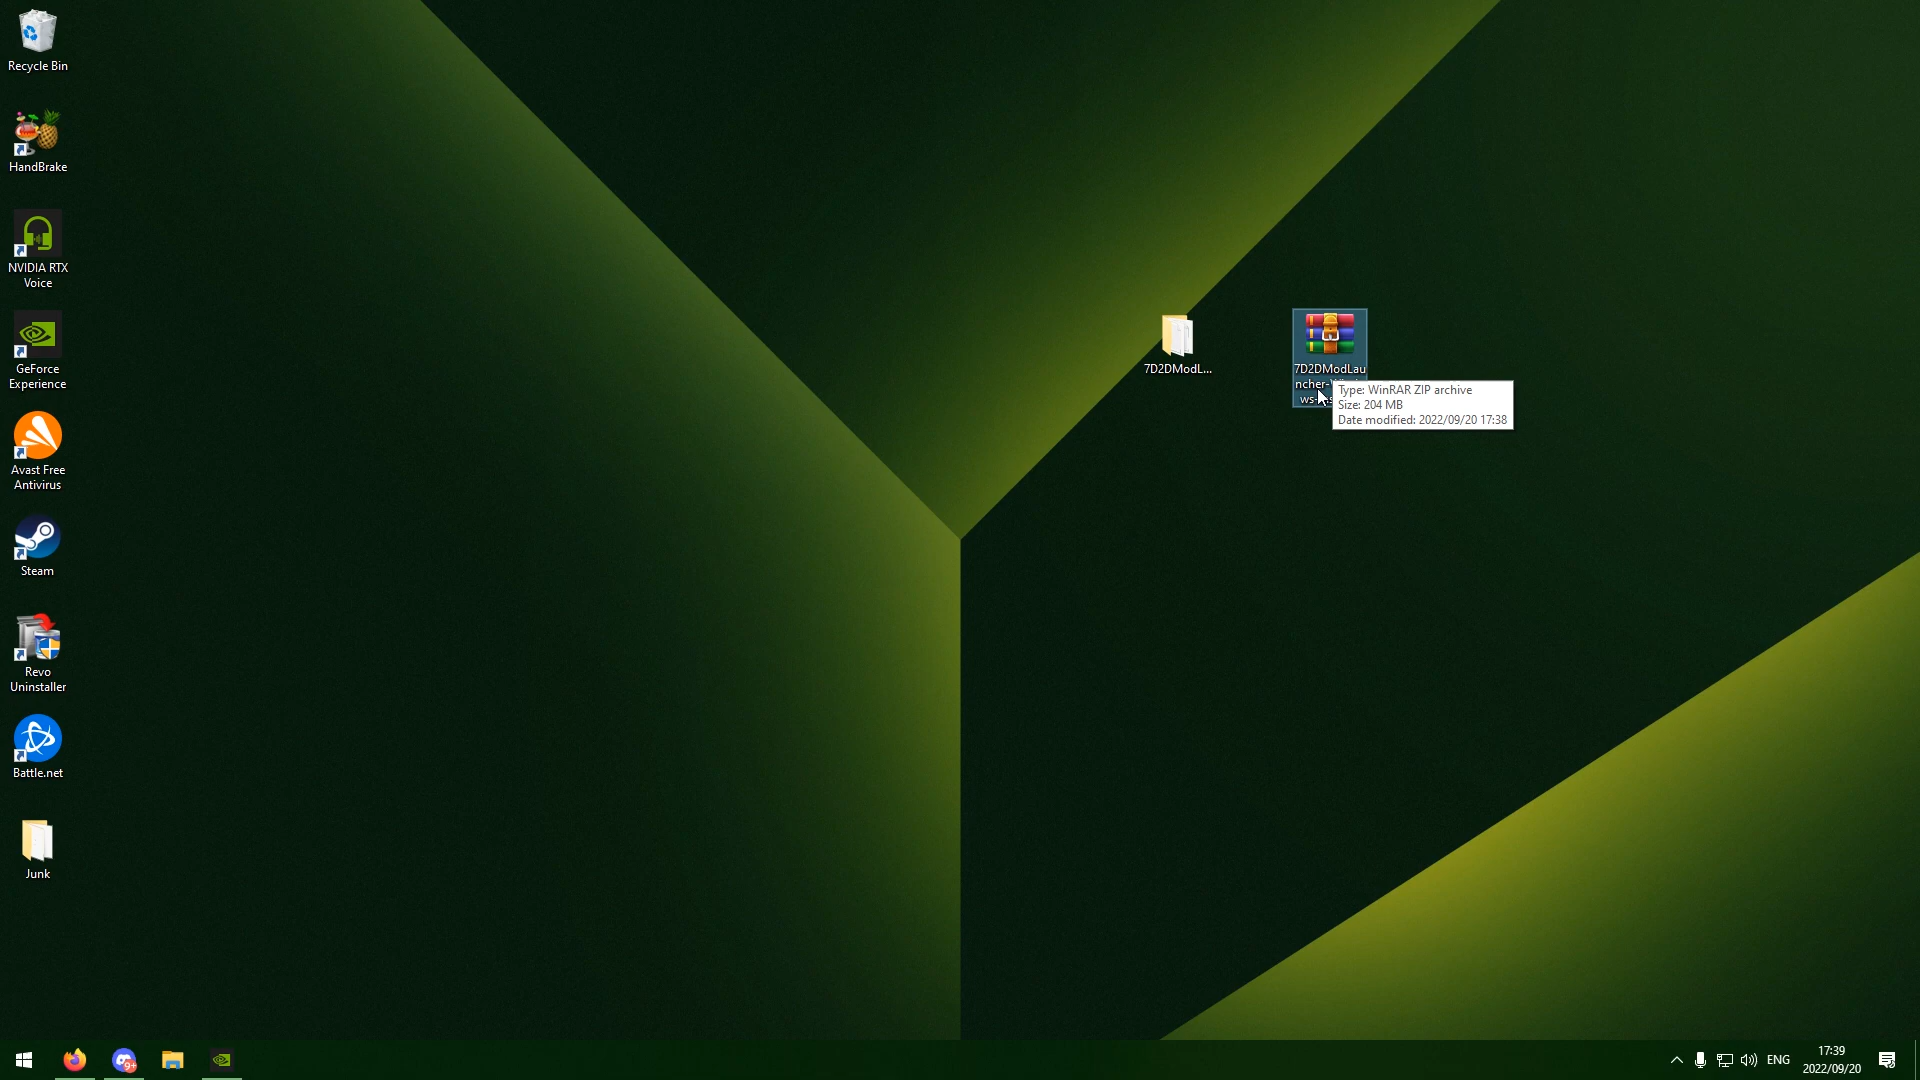 Recycle Bin
HandBrake
NVIDIA RTX
Voice
GeForce
Experience
Avast Free
Antivirus
Steam
Revo
Uninstaller
Battle.net
Junk
7D2DModL...
7D2DModLau
ncher-
ws-
Type: WinRAR ZIP archive
Size: 204 MB
Date modified: 2022/09/20 17:38
9+
ENG
17:39
2022/09/20